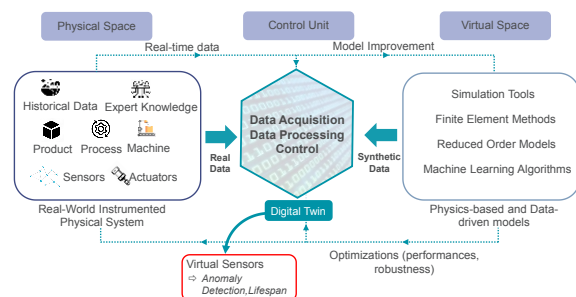 Physical Space
Control Unit
Virtual Space
Real-time data
Model Improvement
Historical Data
Expert Knowledge
Product
Process
Machine
Sensors
Actuators
Real
Data
Data Acquisition
Data Processing
Control
Synthetic
Data
Simulation Tools
Finite Element Methods
Reduced Order Models
Machine Learning Algorithms
Real-World Instrumented
Physical System
Digital Twin
Physics-based and Data-
driven models
Virtual Sensors
⇨ Anomaly
Detection,Lifespan
Optimizations (performances,
robustness)